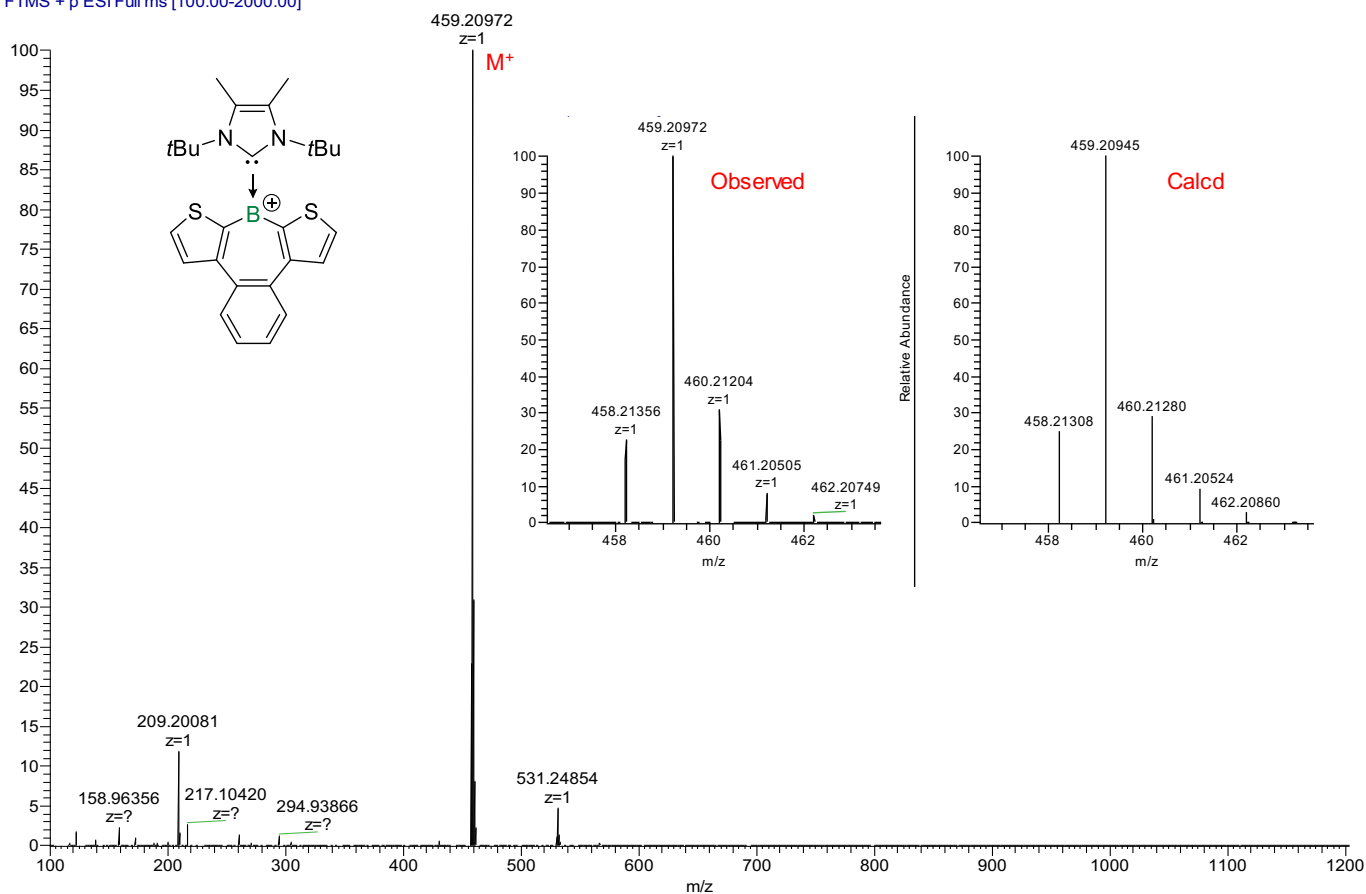 FTMS + p ESI Full ms [100.00-2000.00]
459.20972
z=1
M+
100
95
90
85
80
75
70
65
60
55
50
45
40
35
30
25
20
15
10
5
0
N N
tBu tBu
··
B ⊕
S S
209.20081
z=1
158.96356
z=?
217.10420
z=?
294.93866
z=?
531.24854
z=1
100 200 300 400 500 600 700 800 900 1000 1100 1200
m/z
459.20972
z=1
Observed
100
90
80
70
60
50
40
30
20
10
0
458.21356
z=1
460.21204
z=1
461.20505
z=1
462.20749
z=1
458 460 462
m/z
Relative Abundance
459.20945
Calcd
100
90
80
70
60
50
40
30
20
10
0
458.21308
460.21280
461.20524
462.20860
458 460 462
m/z